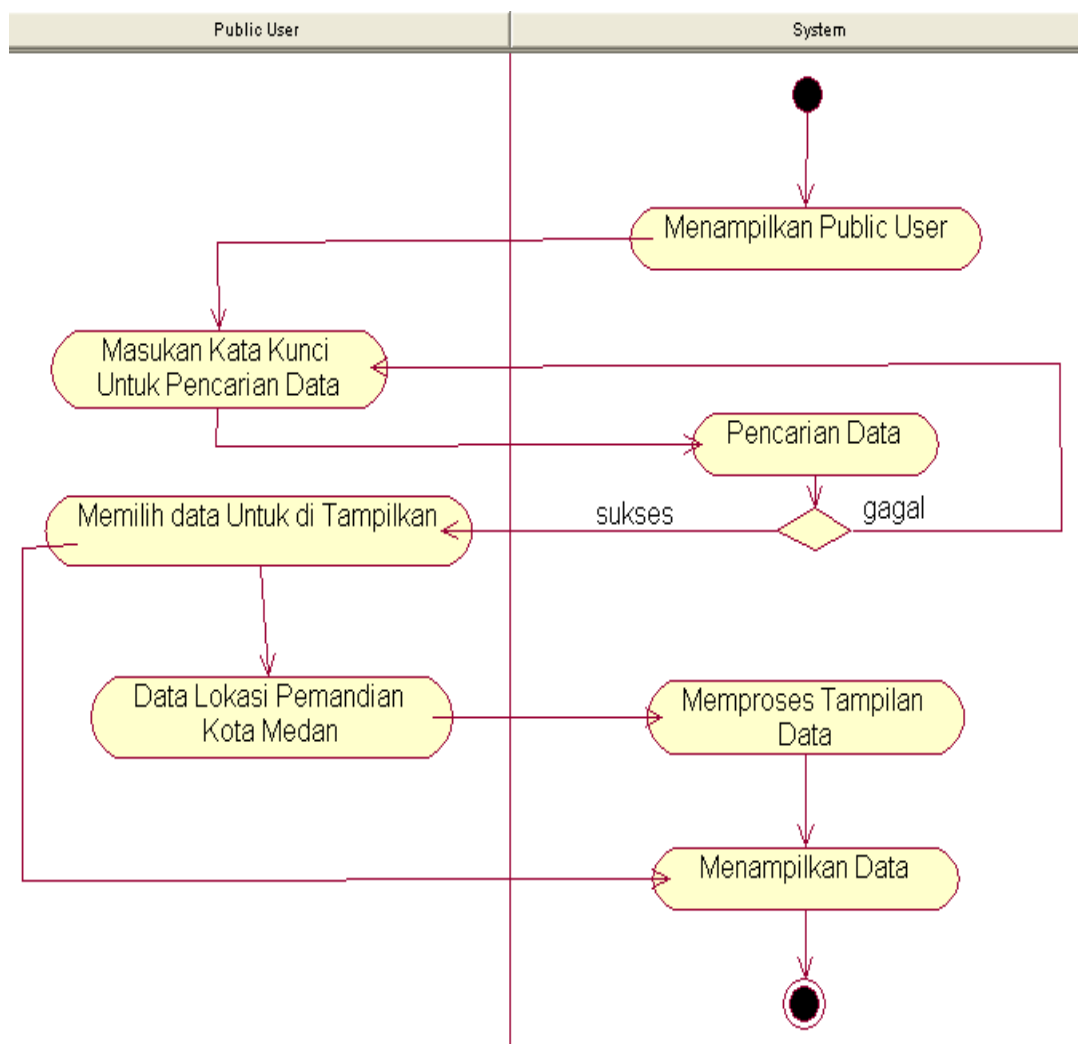 Public User
System
Menampilkan Public User
Masukan Kata Kunci
Untuk Pencarian Data
Pencarian Data
sukses
gagal
Memilih data Untuk di Tampilkan
Data Lokasi Pemandian
Kota Medan
Memproses Tampilan
Data
Menampilkan Data